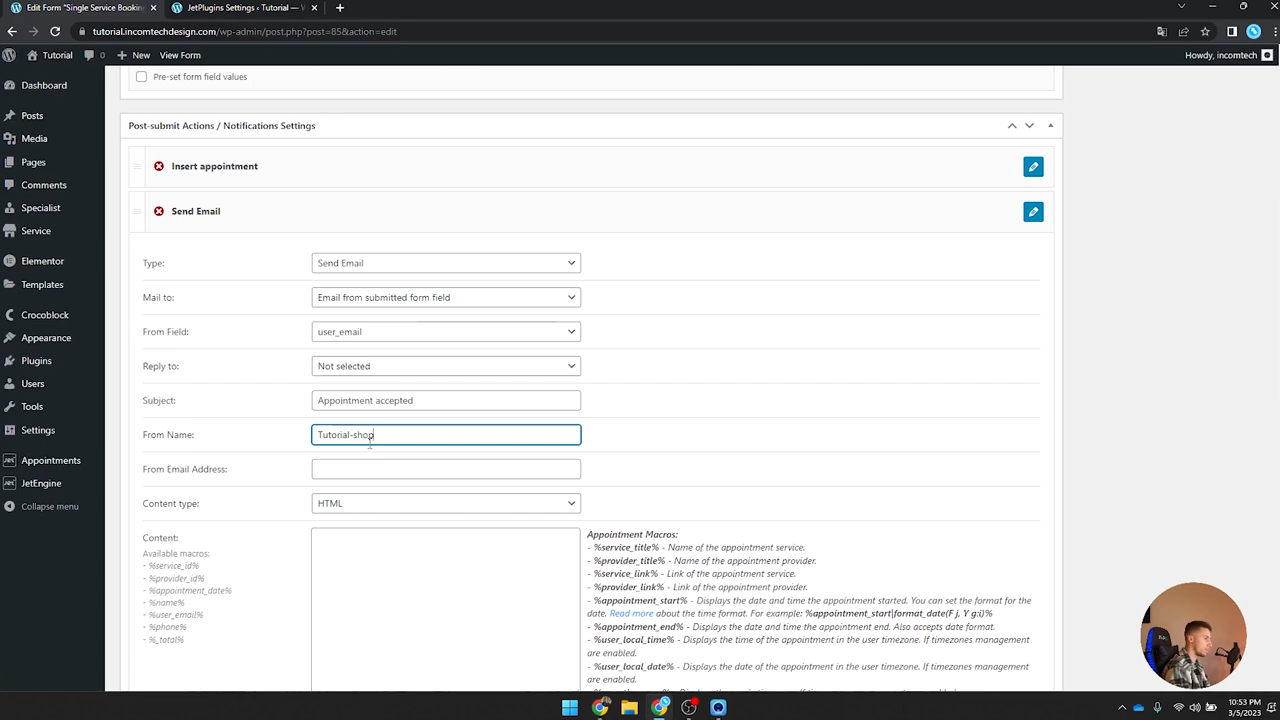 Edit Form "Single Service Bookin
JetPlugins Settings ‹ Tutorial — V
tutorial.incomtechdesign.com/wp-admin/post.php?post=85&action=edit
Tutorial
0
New
View Form
Howdy, incomtech
Dashboard
Posts
Media
Pages
Comments
Specialist
Service
Elementor
Templates
Crocoblock
Appearance
Plugins
Users
Tools
Settings
Appointments
JetEngine
Collapse menu
Pre-set form field values
Post-submit Actions / Notifications Settings
Insert appointment
Send Email
Type:
Send Email
Mail to:
Email from submitted form field
From Field:
user_email
Reply to:
Not selected
Subject:
Appointment accepted
From Name:
Tutorial-shop
From Email Address:
Content type:
HTML
Content:
Available macros:
- %service_id%
- %provider_id%
- %appointment_date%
- %name%
- %user_email%
- %phone%
- %_total%
Appointment Macros:
- %service_title% - Name of the appointment service.
- %provider_title% - Name of the appointment provider.
- %service_link% - Link of the appointment service.
- %provider_link% - Link of the appointment provider.
- %appointment_start% - Displays the date and time the appointment started. You can set the format for the
date. Read more about the time format. For example: %appointment_start|format_date(F j, Y g:i)%
- %appointment_end% - Displays the date and time the appointment end. Also accepts date format.
- %user_local_time% - Displays the time of the appointment in the user timezone. If timezones management
are enabled.
- %user_local_date% - Displays the date of the appointment in the user timezone. If timezones management
are enabled.
10:53 PM
3/5/2023